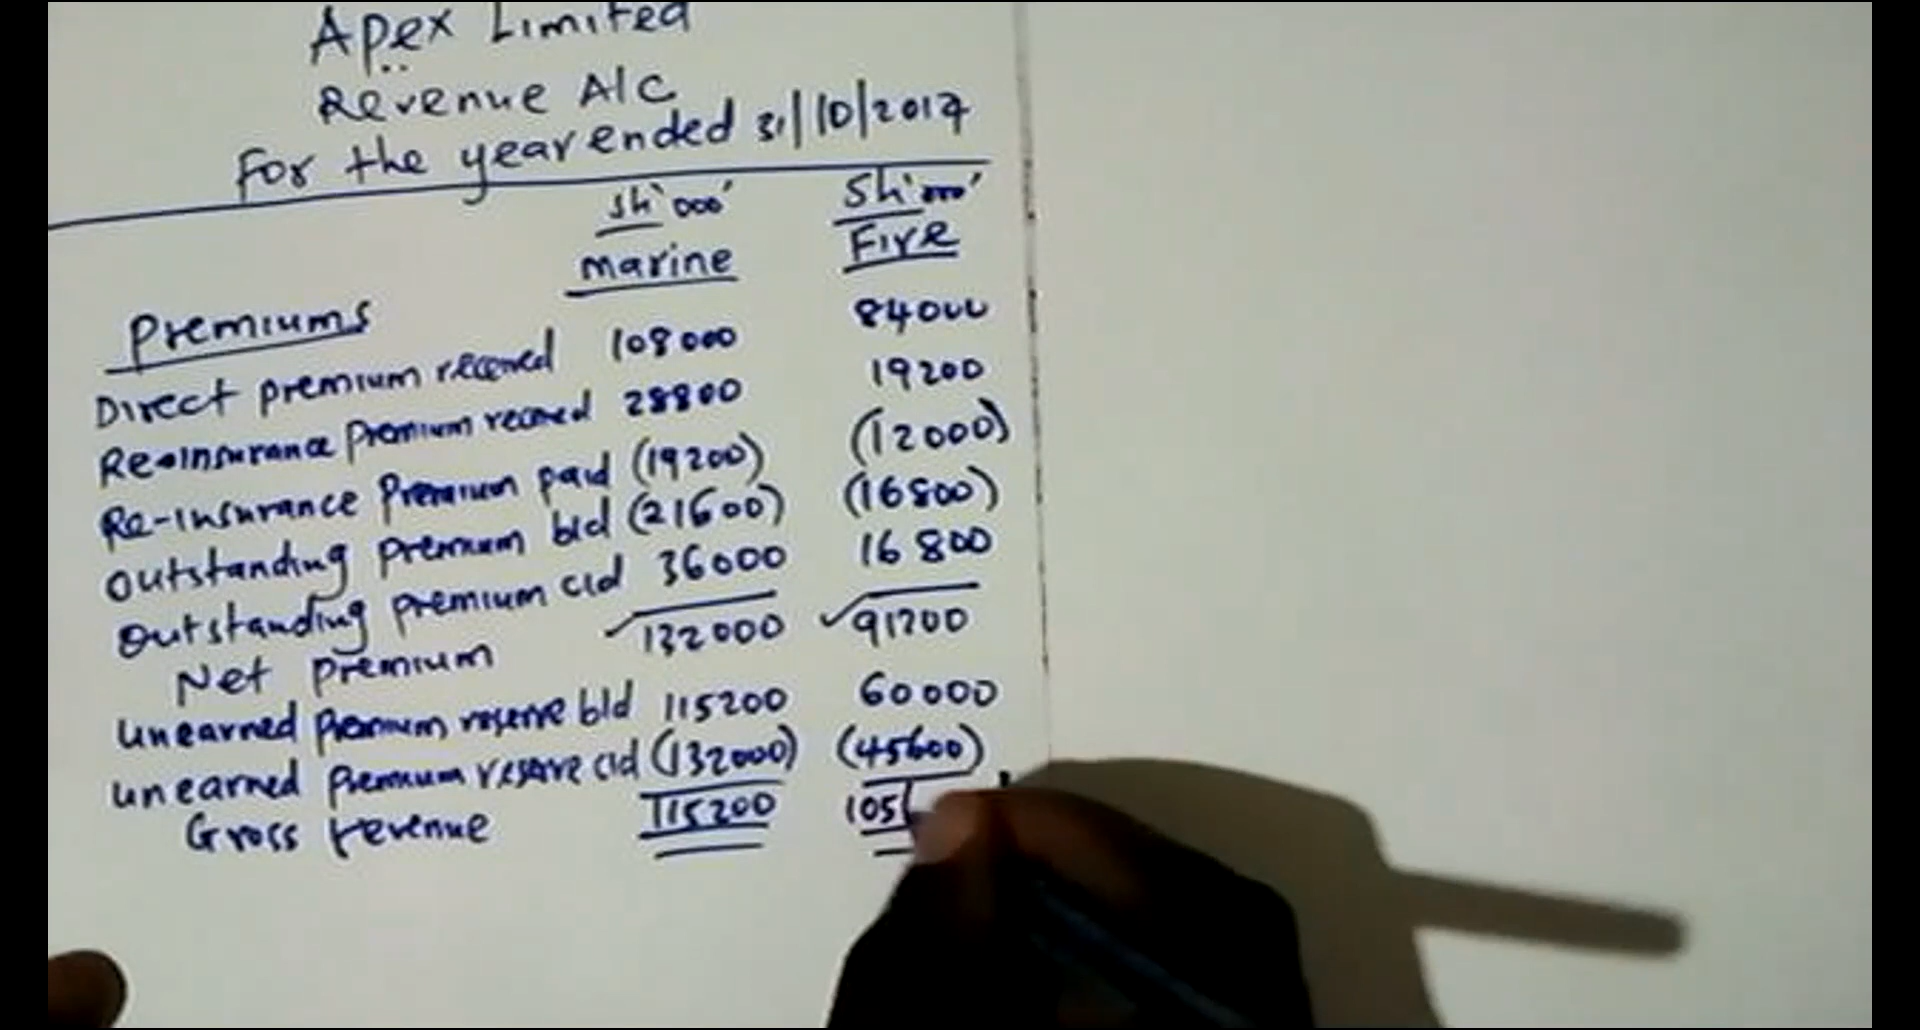 Apex Limited
Revenue A/C
For the year ended 31/10/2017
Sh'000' Sh'000'
Marine Fire
Premiums
Direct premium received 108000 84000
Re-insurance premium received 28800 19200
Re-insurance Premium paid (19200) (12000)
Outstanding premium b/d (21600) (16800)
Outstanding premium c/d 36000 16800
Net Premium 132000 91200
Unearned premium reserve b/d 115200 60000
Unearned premium reserve c/d (132000) (45600)
Gross revenue 115200 105